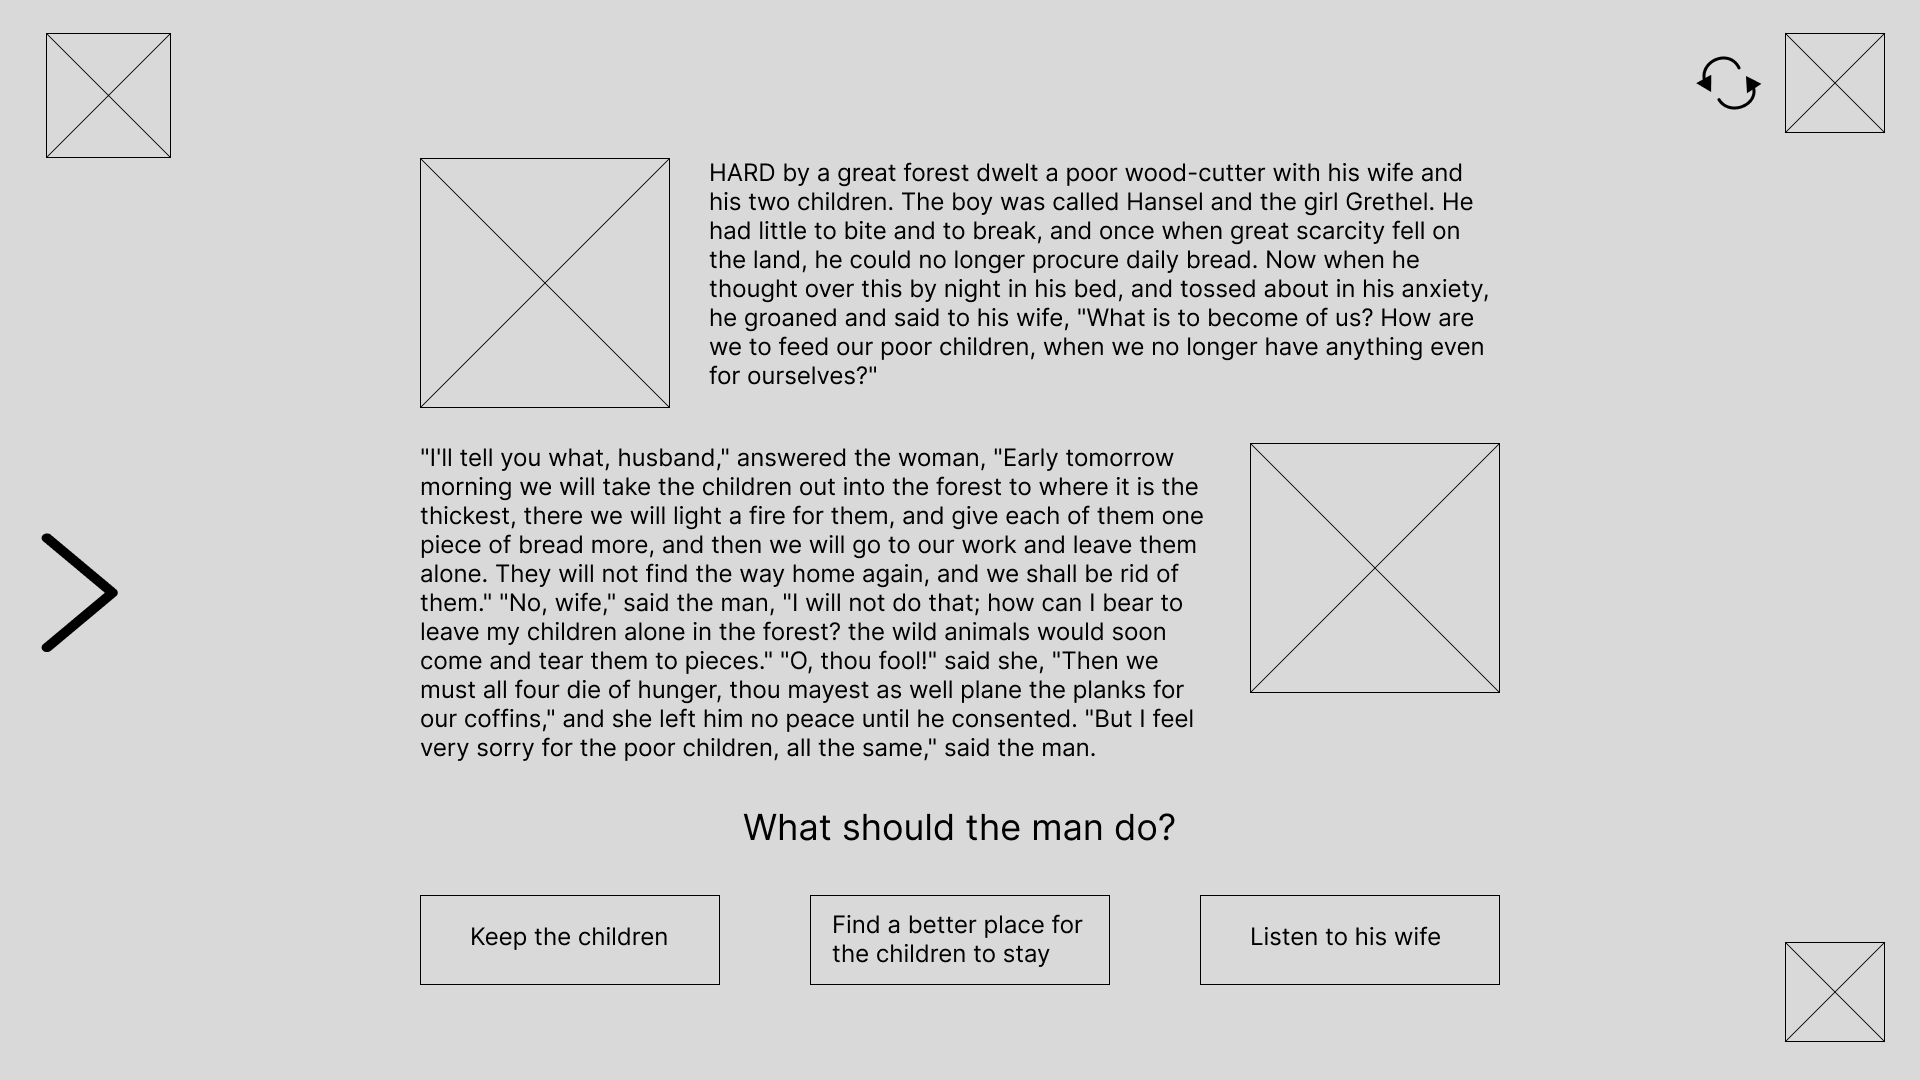 HARD by a great forest dwelt a poor wood-cutter with his wife and
his two children. The boy was called Hansel and the girl Grethel. He
had little to bite and to break, and once when great scarcity fell on
the land, he could no longer procure daily bread. Now when he
thought over this by night in his bed, and tossed about in his anxiety,
he groaned and said to his wife, "What is to become of us? How are
we to feed our poor children, when we no longer have anything even
for ourselves?"
"I'll tell you what, husband," answered the woman, "Early tomorrow
morning we will take the children out into the forest to where it is the
thickest, there we will light a fire for them, and give each of them one
piece of bread more, and then we will go to our work and leave them
alone. They will not find the way home again, and we shall be rid of
them." "No, wife," said the man, "I will not do that; how can I bear to
leave my children alone in the forest? the wild animals would soon
come and tear them to pieces." "O, thou fool!" said she, "Then we
must all four die of hunger, thou mayest as well plane the planks for
our coffins," and she left him no peace until he consented. "But I feel
very sorry for the poor children, all the same," said the man.
What should the man do?
Keep the children
Find a better place for
the children to stay
Listen to his wife